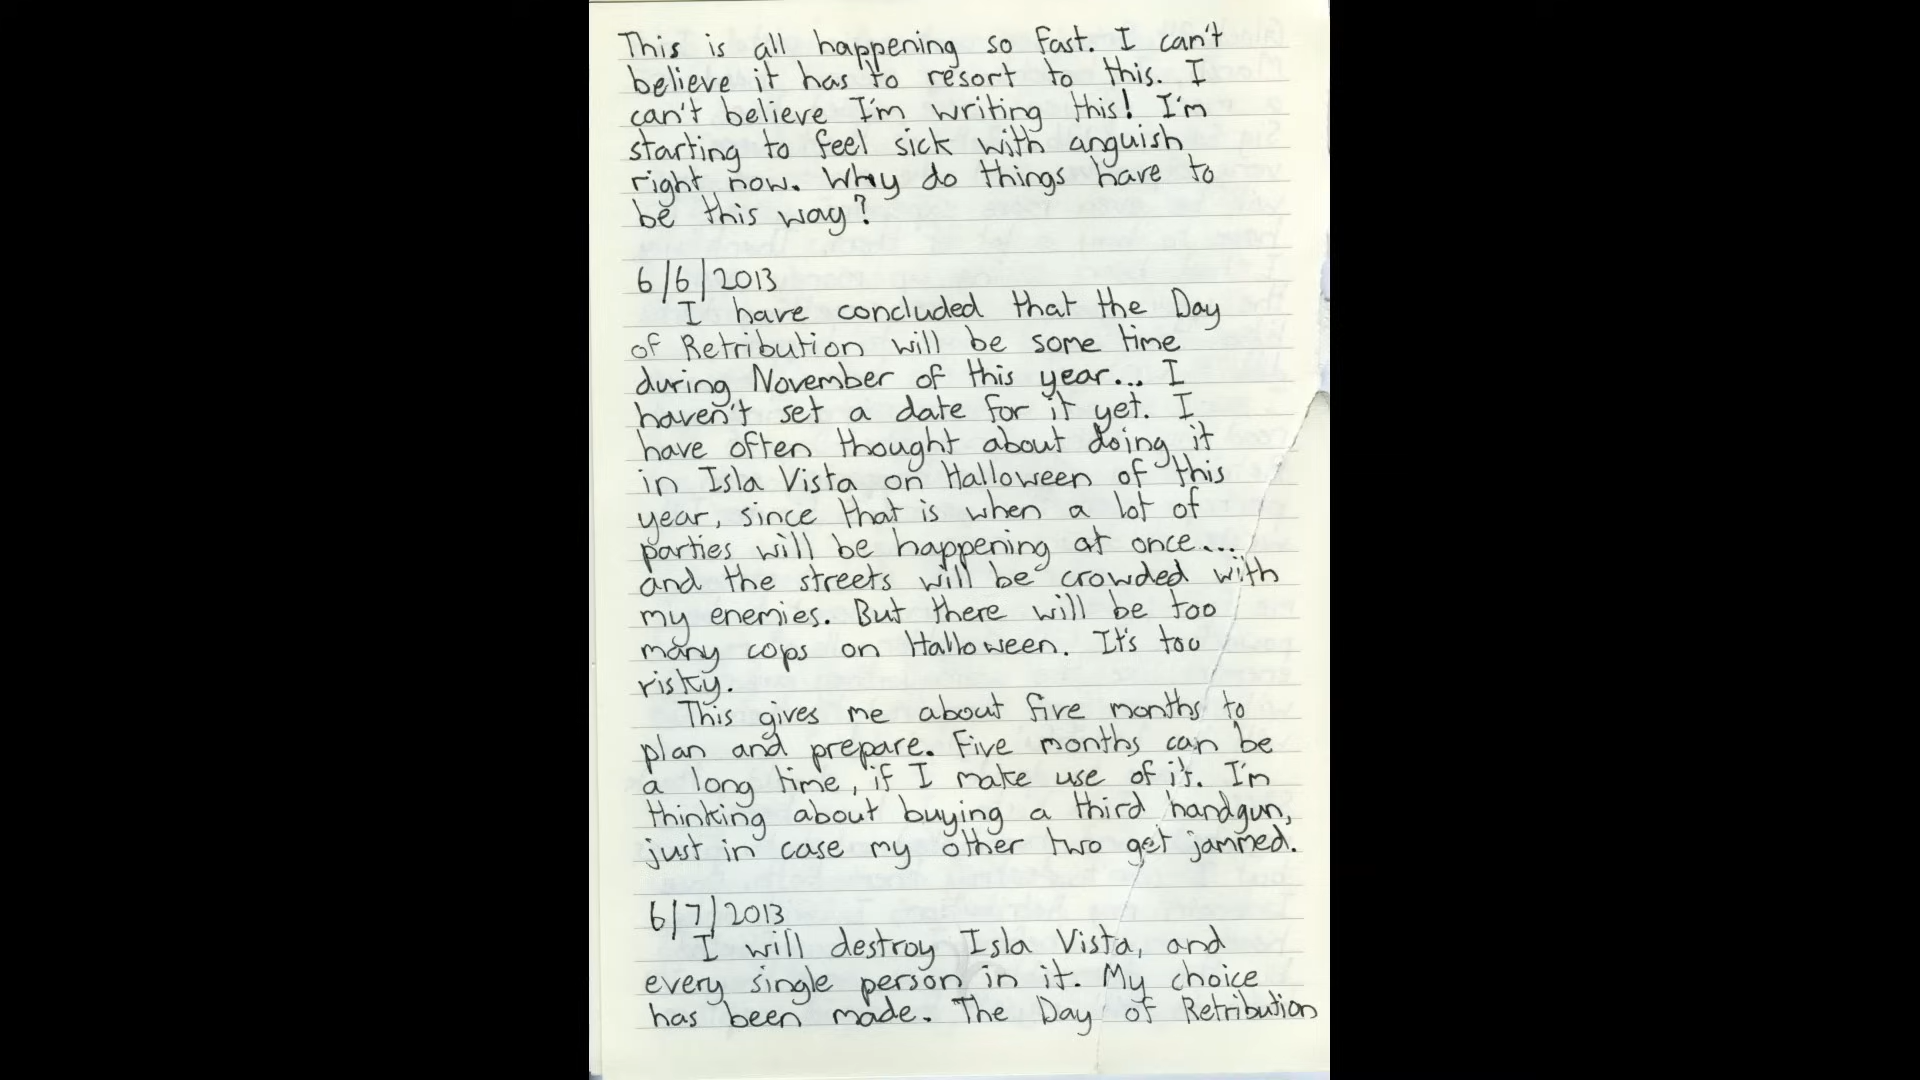 This is all happening so fast. I can't
believe it has to resort to this. I
can't believe I'm writing this! I'm
starting to feel sick with anguish
right now. Why do things have to
be this way?
6/6/2013
I have concluded that the Day
of Retribution will be some time
during November of this year... I
haven't set a date for it yet. I
have often thought about doing it
in Isla Vista on Halloween of this
year, since that is when a lot of
parties will be happening at once...
and the streets will be crowded with
my enemies. But there will be too
many cops on Halloween. It's too
risky.
This gives me about five months to
plan and prepare. Five months can be
a long time, if I make use of it. I'm
thinking about buying a third handgun,
just in case my other two get jammed.
6/7/2013
I will destroy Isla Vista, and
every single person in it. My choice
has been made. The Day of Retribution